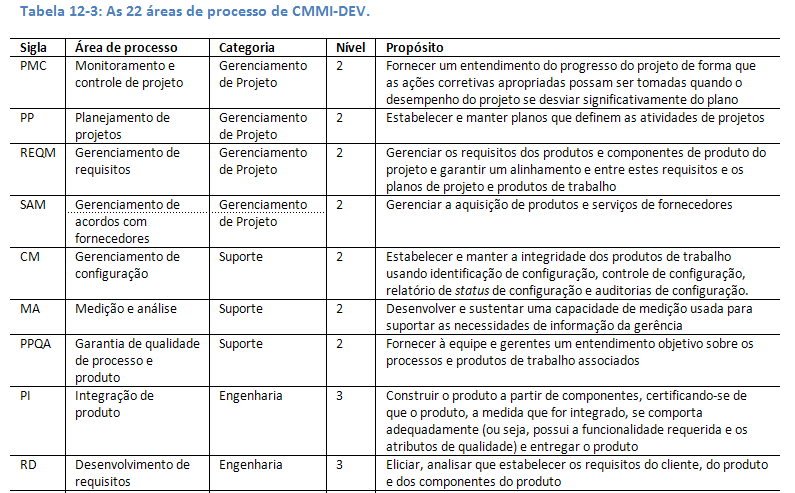 Tabela 12-3: As 22 áreas de processo de CMMI-DEV.
Sigla Área de processo Categoria Nível Propósito
PMC Monitoramento e Gerenciamento 2 Fornecer um entendimento do progresso do projeto de forma que
controle de projeto de Projeto as ações corretivas apropriadas possam ser tomadas quando o
desempenho do projeto se desviar significativamente do plano
PP Planejamento de Gerenciamento 2 Estabelecer e manter planos que definem as atividades de projetos
projetos de Projeto
REQM Gerenciamento de Gerenciamento 2 Gerenciar os requisitos dos produtos e componentes de produto do
requisitos de Projeto projeto e garantir um alinhamento e entre estes requisitos e os
planos de projeto e produtos de trabalho
SAM Gerenciamento de Gerenciamento 2 Gerenciar a aquisição de produtos e serviços de fornecedores
acordos com de Projeto
fornecedores
CM Gerenciamento de Suporte 2 Estabelecer e manter a integridade dos produtos de trabalho
configuração usando identificação de configuração, controle de configuração,
relatório de status de configuração e auditorias de configuração.
MA Medição e análise Suporte 2 Desenvolver e sustentar uma capacidade de medição usada para
suportar as necessidades de informação da gerência
PPQA Garantia de qualidade Suporte 2 Fornecer à equipe e gerentes um entendimento objetivo sobre os
de processo e processos e produtos de trabalho associados
produto
PI Integração de Engenharia 3 Construir o produto a partir de componentes, certificando-se de
produto que o produto, a medida que for integrado, se comporta
adequadamente (ou seja, possui a funcionalidade requerida e os
atributos de qualidade) e entregar o produto
RD Desenvolvimento de Engenharia 3 Eliciar, analisar que estabelecer os requisitos do cliente, do produto
requisitos e dos componentes do produto